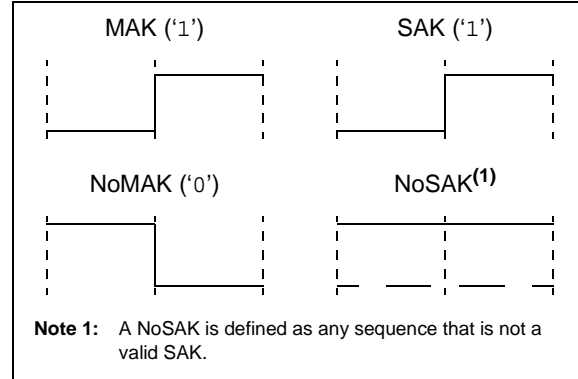 MAK (‘1’) SAK (‘1’)
NoMAK (‘0’) NoSAK(1)
Note 1: A NoSAK is defined as any sequence that is not a
valid SAK.